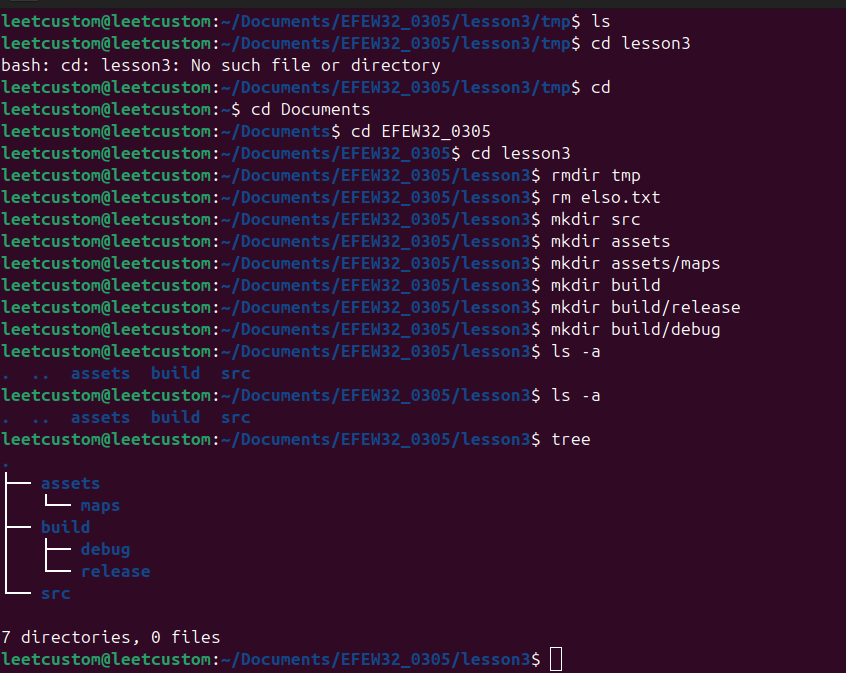 leetcustom@leetcustom:~/Documents/EFEW32_0305/lesson3/tmp$ ls
leetcustom@leetcustom:~/Documents/EFEW32_0305/lesson3/tmp$ cd lesson3
bash: cd: lesson3: No such file or directory
leetcustom@leetcustom:~/Documents/EFEW32_0305/lesson3/tmp$ cd
leetcustom@leetcustom:~$ cd Documents
leetcustom@leetcustom:~/Documents$ cd EFEW32_0305
leetcustom@leetcustom:~/Documents/EFEW32_0305$ cd lesson3
leetcustom@leetcustom:~/Documents/EFEW32_0305/lesson3$ rmdir tmp
leetcustom@leetcustom:~/Documents/EFEW32_0305/lesson3$ rm elso.txt
leetcustom@leetcustom:~/Documents/EFEW32_0305/lesson3$ mkdir src
leetcustom@leetcustom:~/Documents/EFEW32_0305/lesson3$ mkdir assets
leetcustom@leetcustom:~/Documents/EFEW32_0305/lesson3$ mkdir assets/maps
leetcustom@leetcustom:~/Documents/EFEW32_0305/lesson3$ mkdir build
leetcustom@leetcustom:~/Documents/EFEW32_0305/lesson3$ mkdir build/release
leetcustom@leetcustom:~/Documents/EFEW32_0305/lesson3$ mkdir build/debug
leetcustom@leetcustom:~/Documents/EFEW32_0305/lesson3$ ls -a
.  ..  assets  build  src
leetcustom@leetcustom:~/Documents/EFEW32_0305/lesson3$ ls -a
.  ..  assets  build  src
leetcustom@leetcustom:~/Documents/EFEW32_0305/lesson3$ tree
.
├── assets
│   └── maps
├── build
│   ├── debug
│   └── release
└── src
7 directories, 0 files
leetcustom@leetcustom:~/Documents/EFEW32_0305/lesson3$